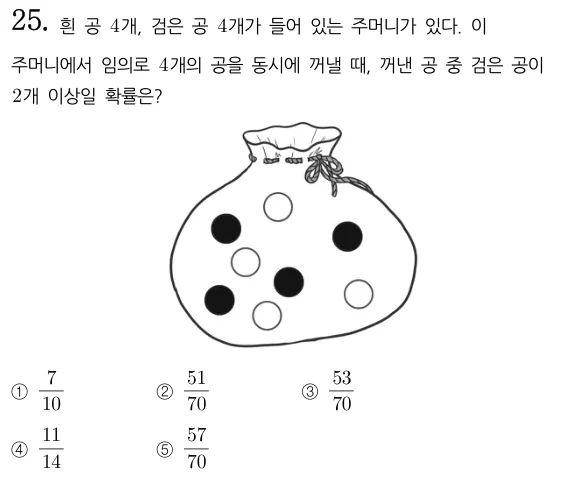 25. 흰 공 4개, 검은 공 4개가 들어 있는 주머니가 있다. 이
주머니에서 임의로 4개의 공을 동시에 꺼낼 때, 꺼낸 공 중 검은 공이
2개 이상일 확률은?
① 7/10 ② 51/70 ③ 53/70
④ 11/14 ⑤ 57/70